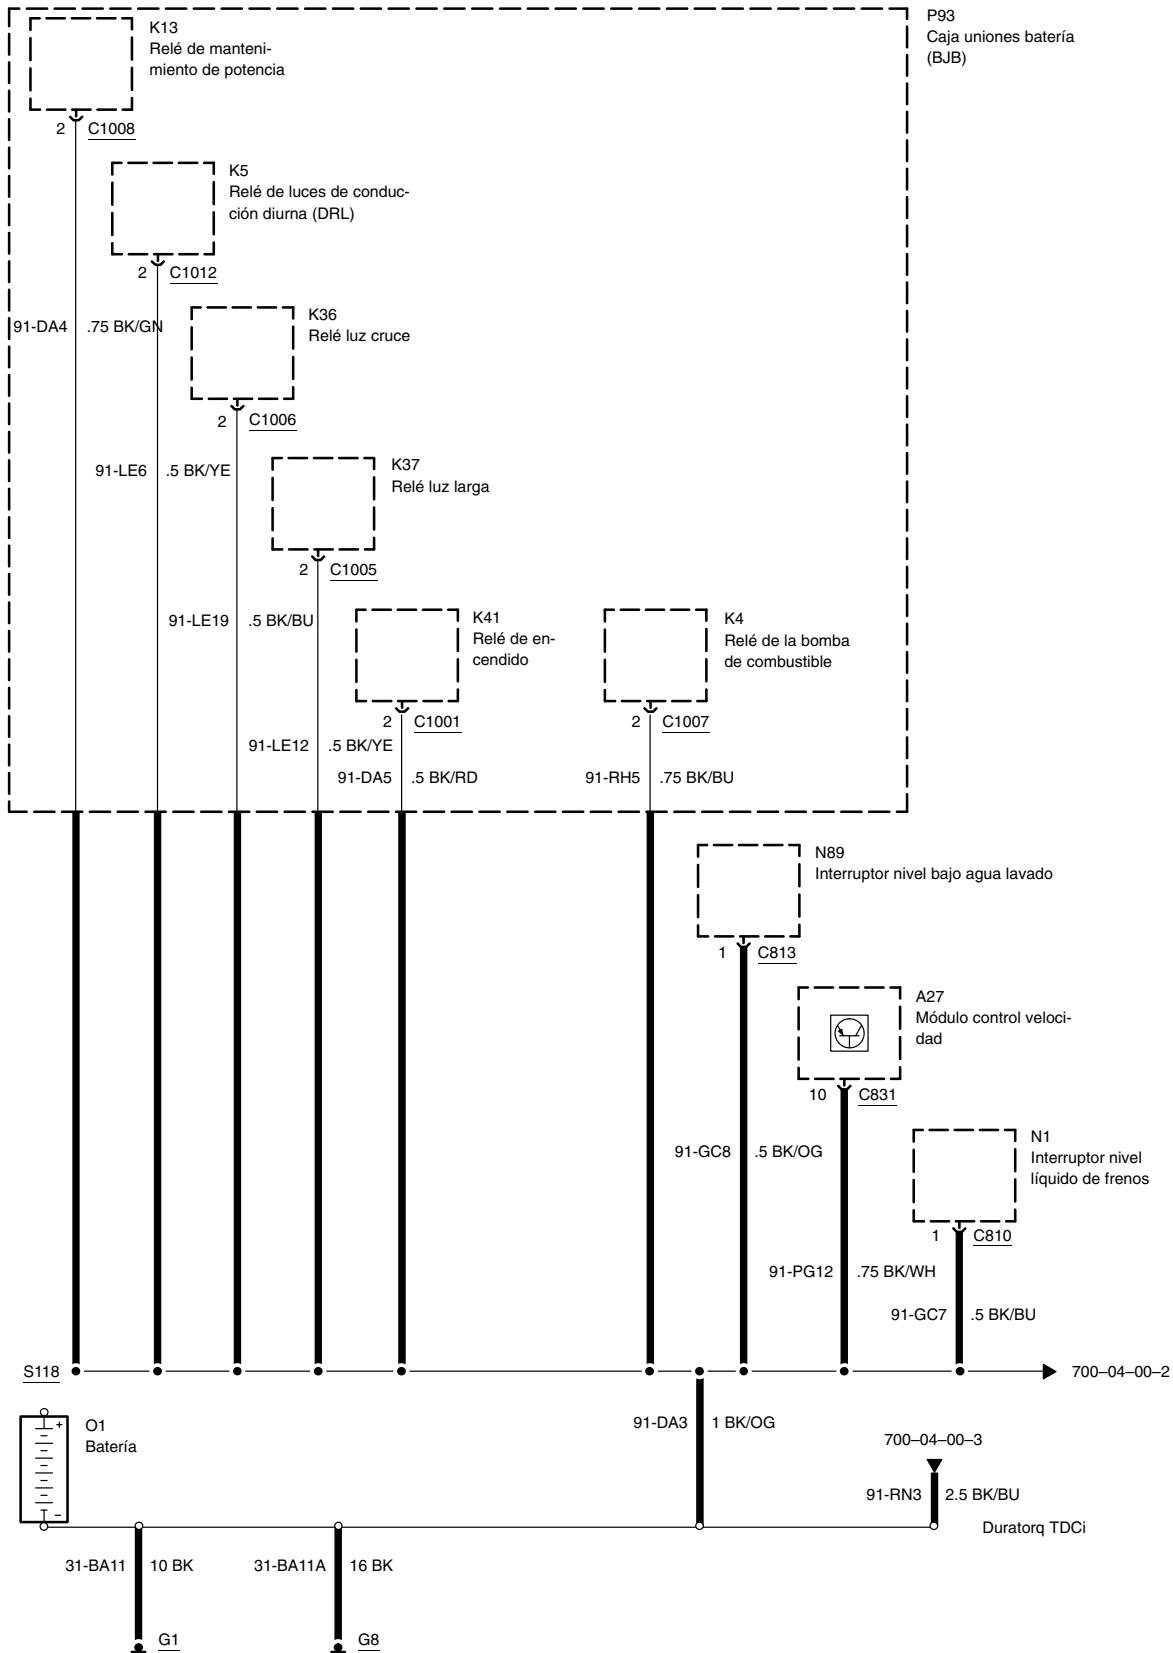 K13
Relé de manteni-
miento de potencia
P93
Caja uniones batería
(BJB)
2 C1008
K5
Relé de luces de conduc-
ción diurna (DRL)
2 C1012
91-DA4 .75 BK/GN
K36
Relé luz cruce
2 C1006
91-LE6 .5 BK/YE
K37
Relé luz larga
2 C1005
91-LE19 .5 BK/BU
K41
Relé de en-
cendido
K4
Relé de la bomba
de combustible
2 C1001
2 C1007
91-LE12 .5 BK/YE
91-DA5 .5 BK/RD
91-RH5 .75 BK/BU
N89
Interruptor nivel bajo agua lavado
1 C813
A27
Módulo control veloci-
dad
10 C831
91-GC8 .5 BK/OG
N1
Interruptor nivel
líquido de frenos
1 C810
91-PG12 .75 BK/WH
91-GC7 .5 BK/BU
S118
700–04–00–2
O1
Batería
+
–
91-DA3 1 BK/OG
700–04–00–3
91-RN3 2.5 BK/BU
Duratorq TDCi
31-BA11 10 BK
31-BA11A 16 BK
G1
G8